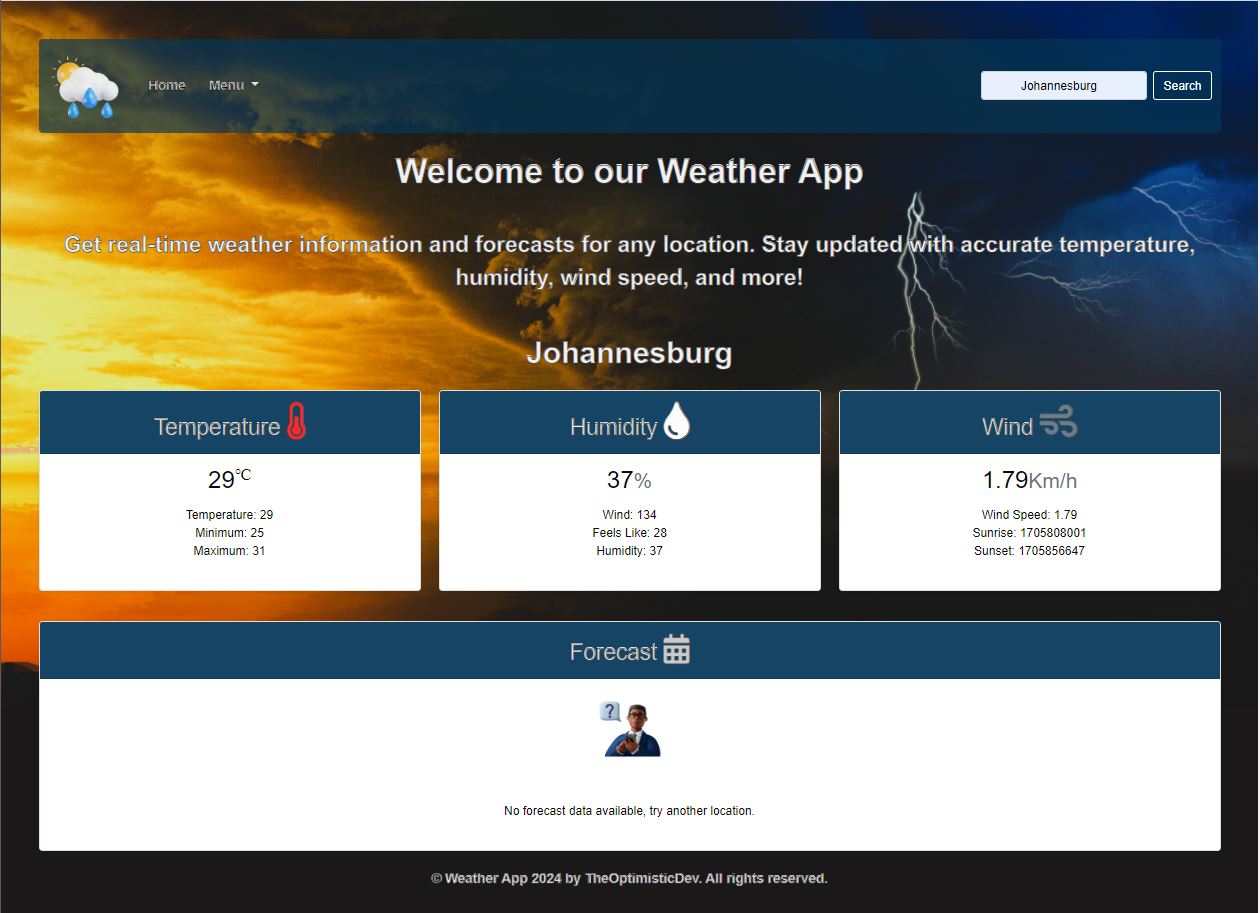 Home Menu
Johannesburg Search
Welcome to our Weather App
Get real-time weather information and forecasts for any location. Stay updated with accurate temperature,
humidity, wind speed, and more!
Johannesburg
Temperature
29°C
Temperature: 29
Minimum: 25
Maximum: 31
Humidity
37%
Wind: 134
Feels Like: 28
Humidity: 37
Wind
1.79Km/h
Wind Speed: 1.79
Sunrise: 1705808001
Sunset: 1705856647
Forecast
?
No forecast data available, try another location.
© Weather App 2024 by TheOptimisticDev. All rights reserved.